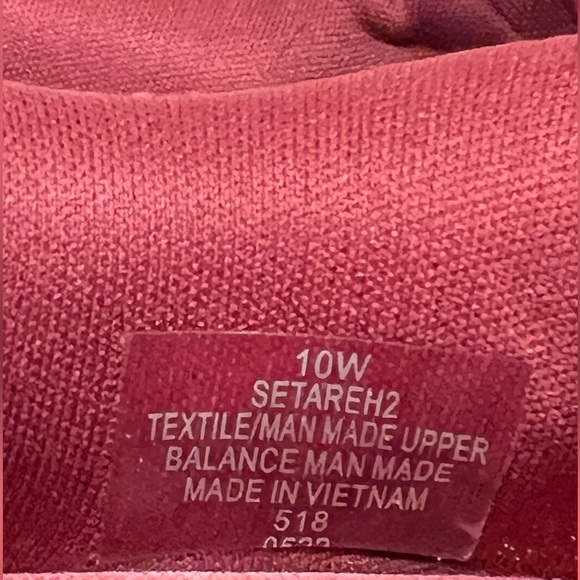 10W
SETAREH2
TEXTILE/MAN MADE UPPER
BALANCE MAN MADE
MADE IN VIETNAM
518